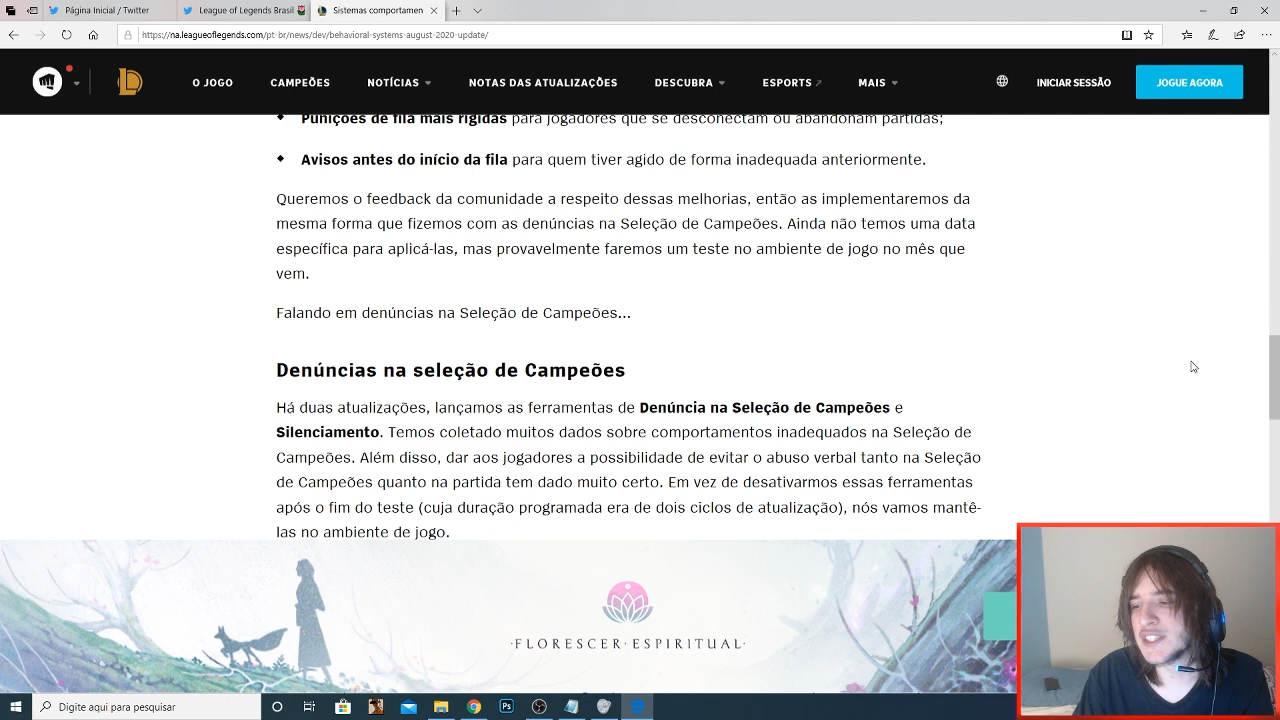 Página Inicial / Twitter
League of Legends Brasil
Sistemas comportamen
https://na.leagueoflegends.com/pt-br/news/dev/behavioral-systems-august-2020-update/
O JOGO
CAMPEÕES
NOTÍCIAS
NOTAS DAS ATUALIZAÇÕES
DESCUBRA
ESPORTS
MAIS
INICIAR SESSÃO
JOGUE AGORA
Punições de fila mais rígidas para jogadores que se desconectam ou abandonam partidas;
Avisos antes do início da fila para quem tiver agido de forma inadequada anteriormente.
Queremos o feedback da comunidade a respeito dessas melhorias, então as implementaremos da
mesma forma que fizemos com as denúncias na Seleção de Campeões. Ainda não temos uma data
específica para aplicá-las, mas provavelmente faremos um teste no ambiente de jogo no mês que
vem.
Falando em denúncias na Seleção de Campeões...
Denúncias na seleção de Campeões
Há duas atualizações, lançamos as ferramentas de Denúncia na Seleção de Campeões e
Silenciamento. Temos coletado muitos dados sobre comportamentos inadequados na Seleção de
Campeões. Além disso, dar aos jogadores a possibilidade de evitar o abuso verbal tanto na Seleção
de Campeões quanto na partida tem dado muito certo. Em vez de desativarmos essas ferramentas
após o fim do teste (cuja duração programada era de dois ciclos de atualização), nós vamos mantê-
las no ambiente de jogo.
·FLORESCER·ESPIRITUAL·
Digite aqui para pesquisar